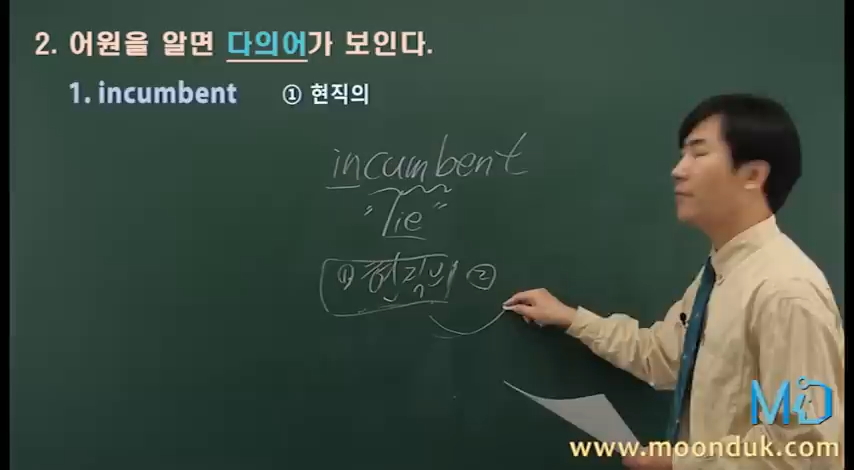 2. 어원을 알면 다의어가 보인다.
1. incumbent ① 현직의
incumbent
"Lie"
① 현직의 ②
MD
www.moonduk.com